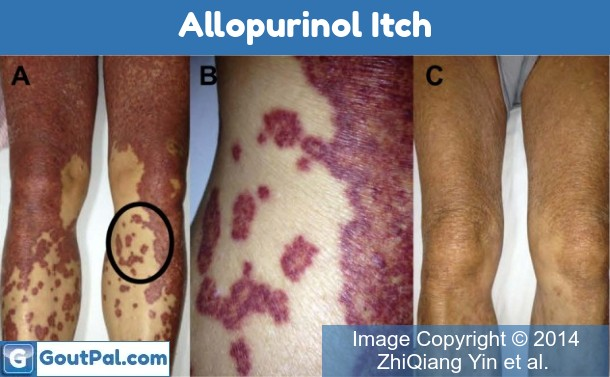 Allopurinol Itch
A B C
G GoutPal.com
Image Copyright © 2014
ZhiQiang Yin et al.